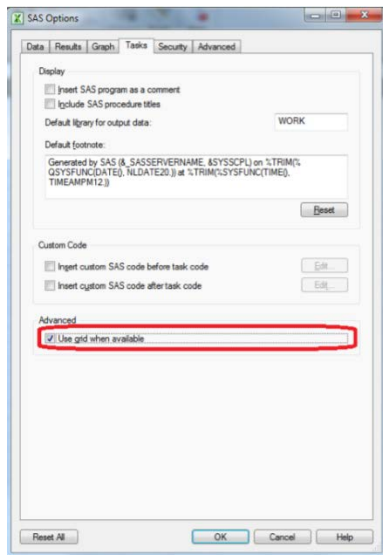 SAS Options
Data Results Graph Tasks Security Advanced
Display
Insert SAS program as a comment
Include SAS procedure titles
Default library for output data: WORK
Default footnote:
Generated by SAS (&_SASSERVERNAME, &SYSSCPL) on %TRIM(%
QSYSFUNC(DATE(), NLDATE20.)) at %TRIM(%SYSFUNC(TIME(),
TIMEAMPM12.))
Reset
Custom Code
Insert custom SAS code before task code Edit...
Insert custom SAS code after task code Edit...
Advanced
Use grid when available
Reset All OK Cancel Help